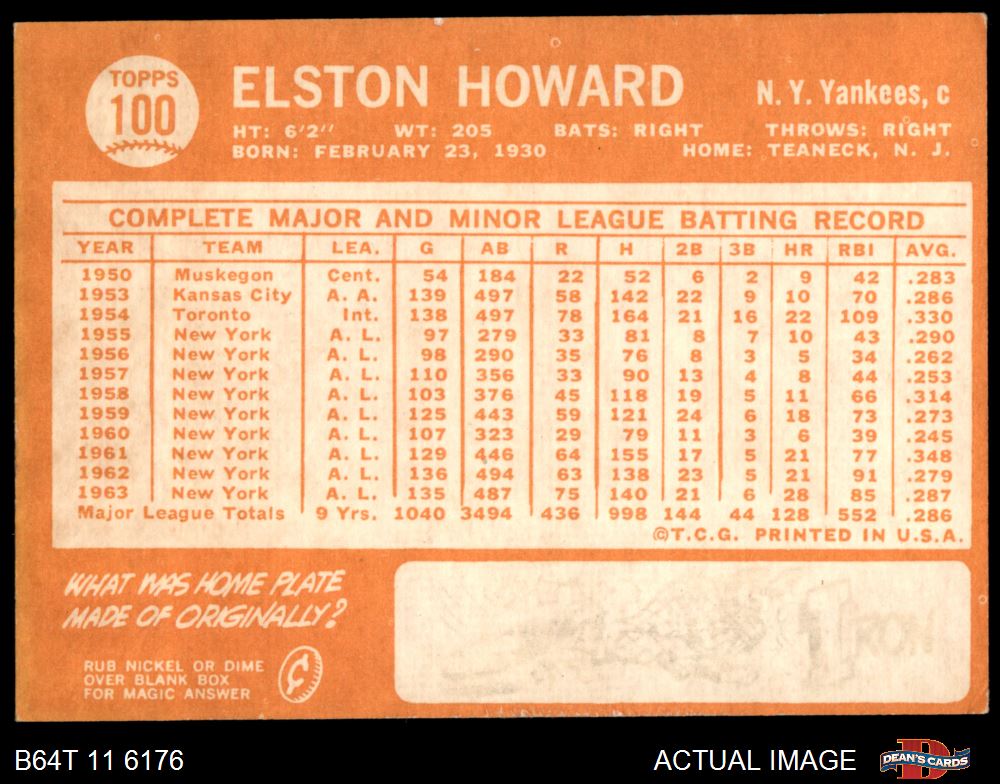 TOPPS
100
ELSTON HOWARD
N. Y. Yankees, c
HT: 6'2'' WT: 205 BATS: RIGHT THROWS: RIGHT
BORN: FEBRUARY 23, 1930 HOME: TEANECK, N. J.
COMPLETE MAJOR AND MINOR LEAGUE BATTING RECORD
YEAR TEAM LEA. G AB R H 2B 3B HR RBI AVG.
1950 Muskegon Cent. 54 184 22 52 6 2 9 42 .283
1953 Kansas City A. A. 139 497 58 142 22 9 10 70 .286
1954 Toronto Int. 138 497 78 164 21 16 22 109 .330
1955 New York A. L. 97 279 33 81 8 7 10 43 .290
1956 New York A. L. 98 290 35 76 8 3 5 34 .262
1957 New York A. L. 110 356 33 90 13 4 8 44 .253
1958 New York A. L. 103 376 45 118 19 5 11 66 .314
1959 New York A. L. 125 443 59 121 24 6 18 73 .273
1960 New York A. L. 107 323 29 79 11 3 6 39 .245
1961 New York A. L. 129 446 64 155 17 5 21 77 .348
1962 New York A. L. 136 494 63 138 23 5 21 91 .279
1963 New York A. L. 135 487 75 140 21 6 28 85 .287
Major League Totals 9 Yrs. 1040 3494 436 998 144 44 128 552 .286
©T.C.G. PRINTED IN U.S.A.
WHAT WAS HOME PLATE
MADE OF ORIGINALLY?
RUB NICKEL OR DIME
OVER BLANK BOX
FOR MAGIC ANSWER
¢
IRON
B64T 11 6176 ACTUAL IMAGE DEAN'S CARDS